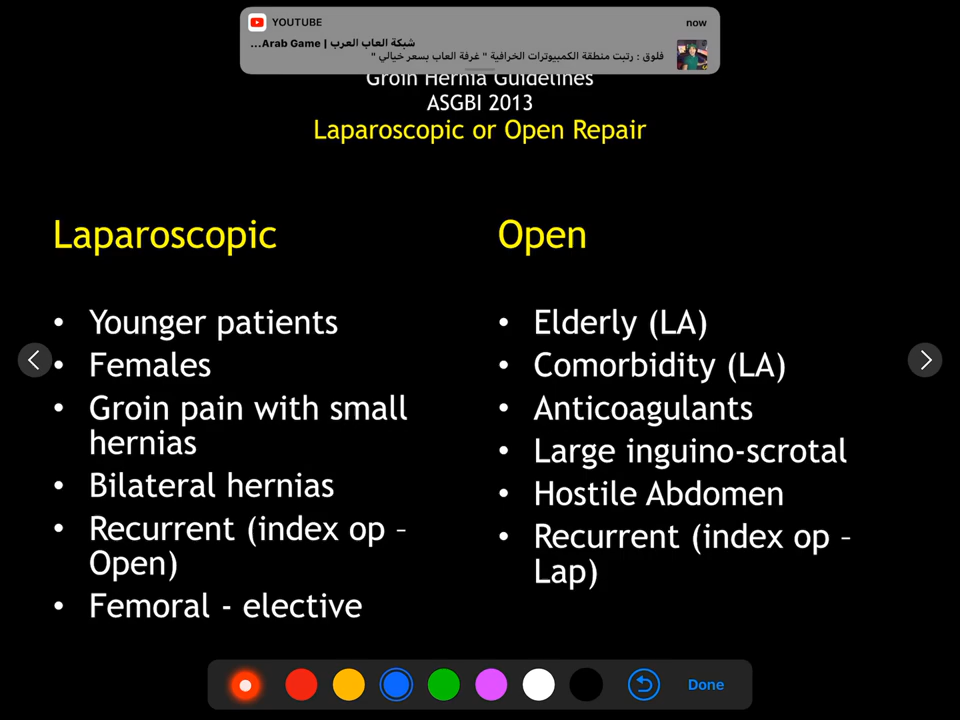 YOUTUBE
now
شبكة العاب العرب | Arab Game...
فلوق : رتبت منطقة الكمبيوترات الخرافية " غرفة العاب بسعر خيالي "
Groin Hernia Guidelines
ASGBI 2013
Laparoscopic or Open Repair
Laparoscopic
• Younger patients
• Females
• Groin pain with small
hernias
• Bilateral hernias
• Recurrent (index op –
Open)
• Femoral - elective
Open
• Elderly (LA)
• Comorbidity (LA)
• Anticoagulants
• Large inguino-scrotal
• Hostile Abdomen
• Recurrent (index op –
Lap)
Done